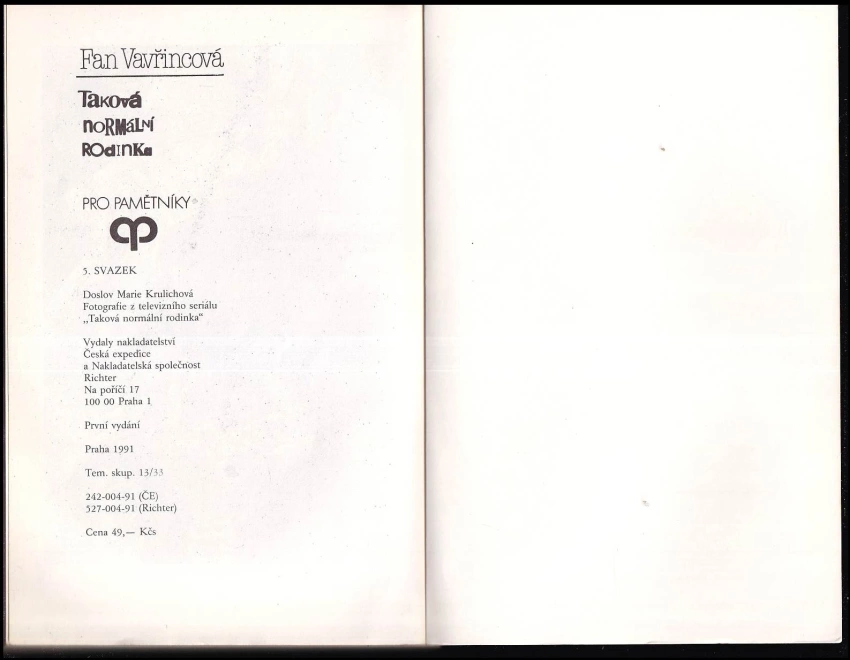 Fan Vavřincová
Taková
noRMáLNí
RodINKa
PRO PAMĚTNÍKY
5. SVAZEK
Doslov Marie Krulichová
Fotografie z televizního seriálu
„Taková normální rodinka“
Vydaly nakladatelství
Česká expedice
a Nakladatelská společnost
Richter
Na poříčí 17
100 00 Praha 1
První vydání
Praha 1991
Tem. skup. 13/33
242-004-91 (ČE)
527-004-91 (Richter)
Cena 49,— Kčs